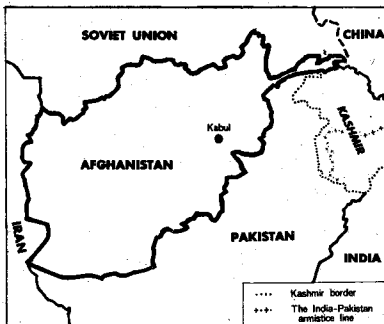 SOVIET UNION
CHINA
Kabul
KASHMIR
AFGHANISTAN
IRAN
PAKISTAN
INDIA
Kashmir border
The India-Pakistan
armistice line